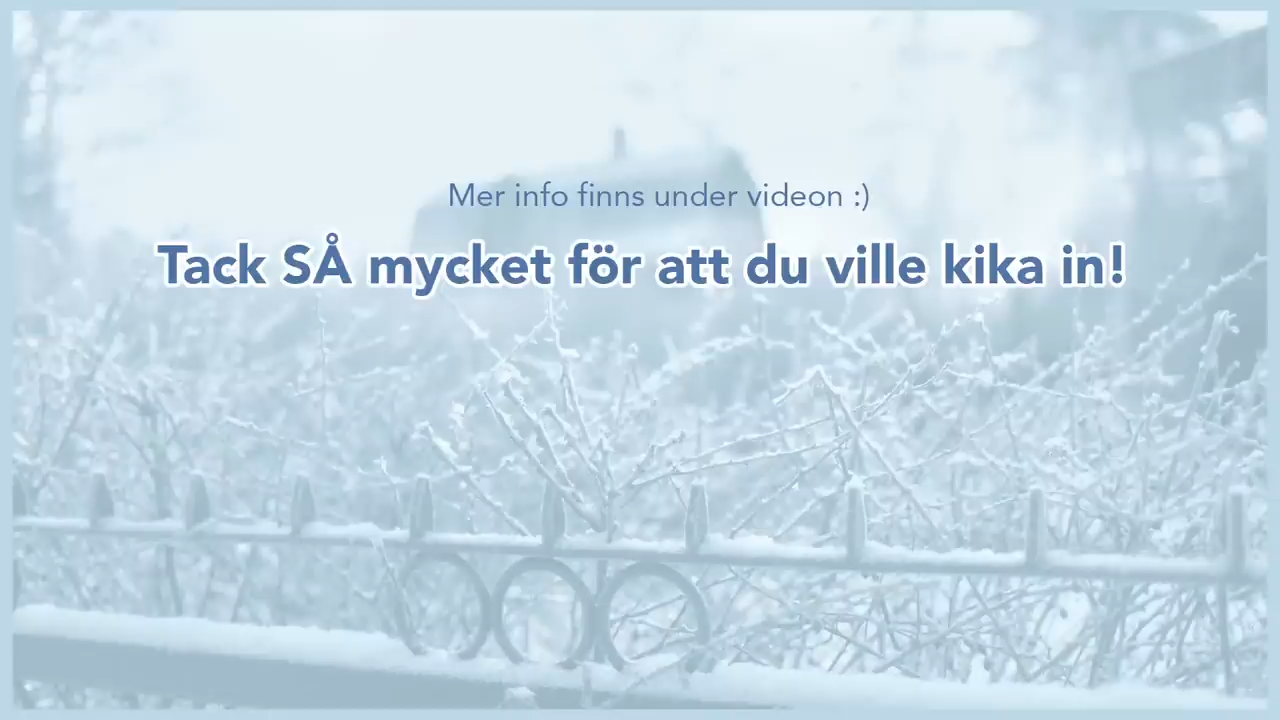 Mer info finns under videon :)
Tack SÅ mycket för att du ville kika in!